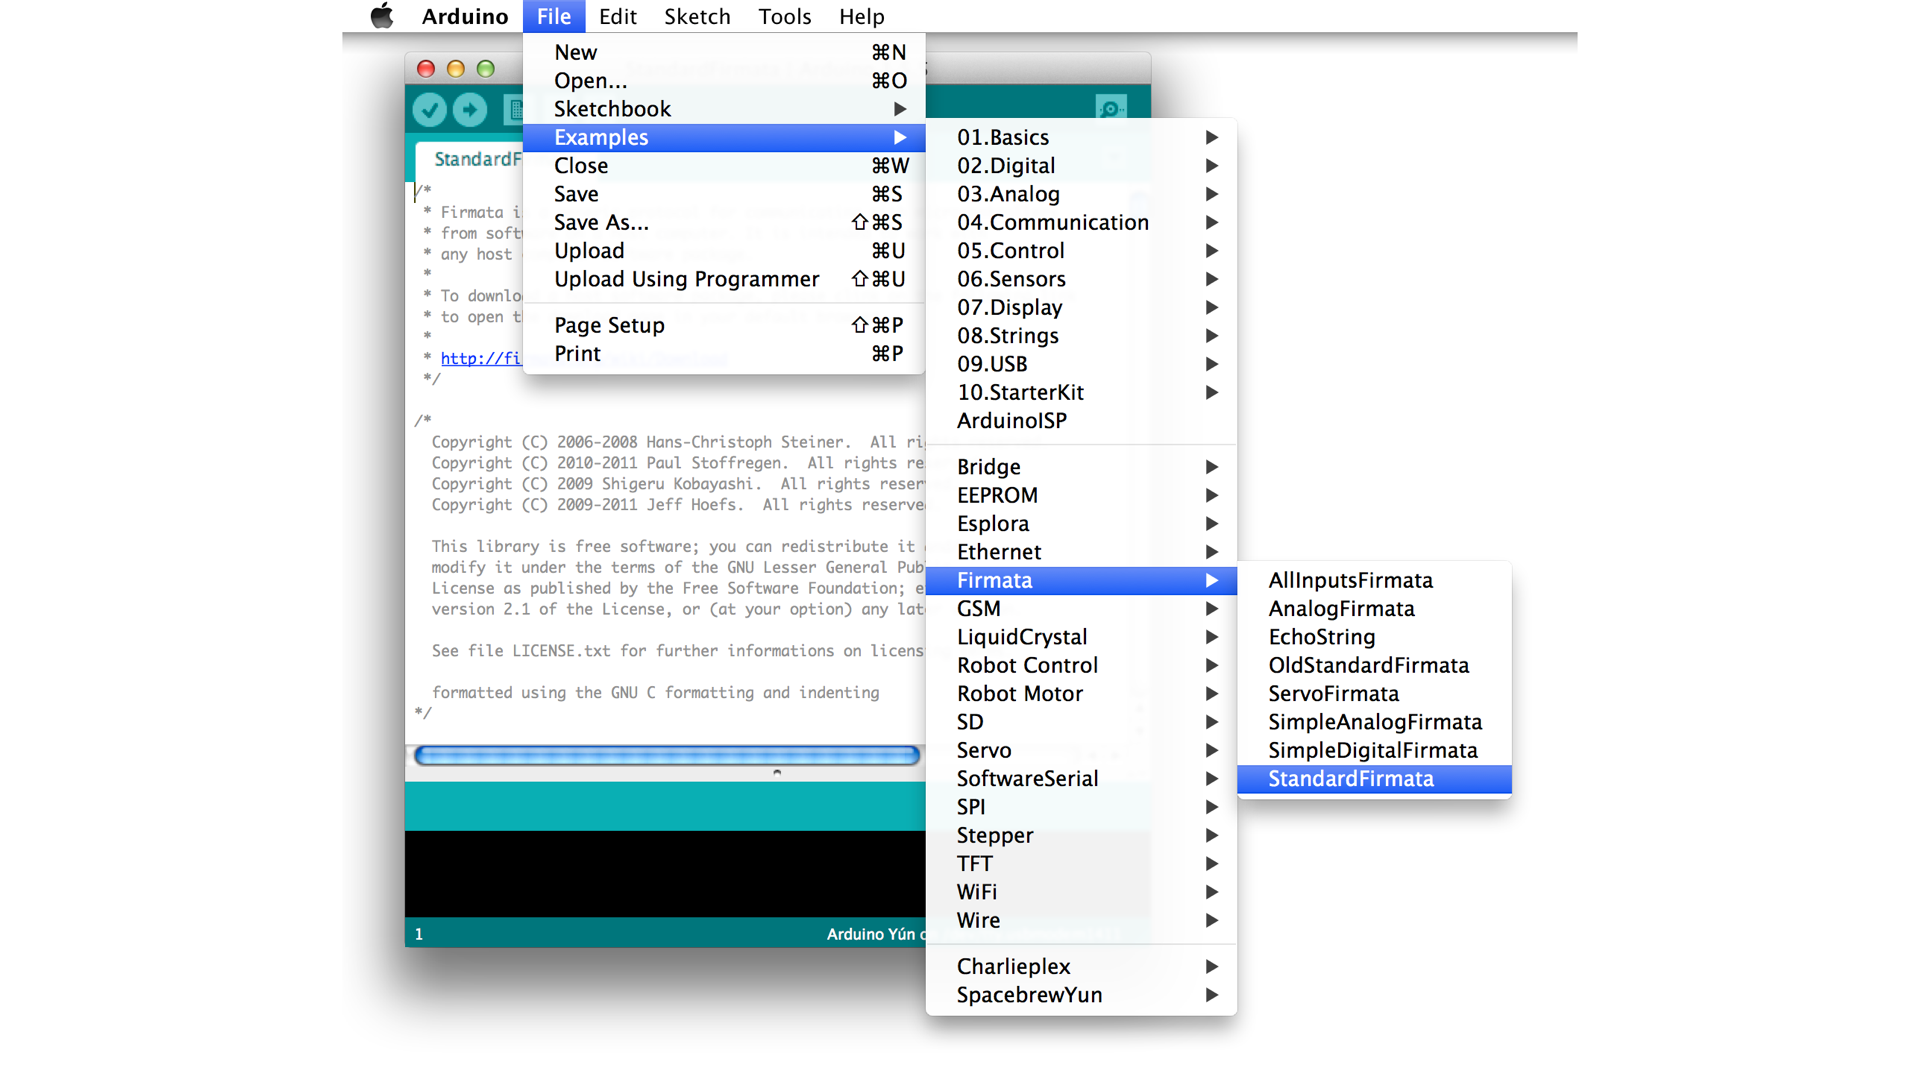 Arduino File Edit Sketch Tools Help
New ⌘N
Open... ⌘O
Sketchbook ▶
Examples ▶
Close ⌘W
Save ⌘S
Save As... ⇧⌘S
Upload ⌘U
Upload Using Programmer ⇧⌘U
Page Setup ⇧⌘P
Print ⌘P
01.Basics ▶
02.Digital ▶
03.Analog ▶
04.Communication ▶
05.Control ▶
06.Sensors ▶
07.Display ▶
08.Strings ▶
09.USB ▶
10.StarterKit ▶
ArduinoISP
Bridge ▶
EEPROM ▶
Esplora ▶
Ethernet ▶
Firmata ▶
GSM ▶
LiquidCrystal ▶
Robot Control ▶
Robot Motor ▶
SD ▶
Servo ▶
SoftwareSerial ▶
SPI ▶
Stepper ▶
TFT ▶
WiFi ▶
Wire ▶
Charlieplex ▶
SpacebrewYun ▶
AllInputsFirmata
AnalogFirmata
EchoString
OldStandardFirmata
ServoFirmata
SimpleAnalogFirmata
SimpleDigitalFirmata
StandardFirmata
StandardF
/*
* Firmata i
* from softw
* any host
*
* To downlo
* to open th
*
* http://fi
*/
/*
Copyright (C) 2006-2008 Hans-Christoph Steiner. All ri
Copyright (C) 2010-2011 Paul Stoffregen. All rights re
Copyright (C) 2009 Shigeru Kobayashi. All rights reser
Copyright (C) 2009-2011 Jeff Hoefs. All rights reserve
This library is free software; you can redistribute it
modify it under the terms of the GNU Lesser General Pub
License as published by the Free Software Foundation; e
version 2.1 of the License, or (at your option) any lat
See file LICENSE.txt for further informations on licens
formatted using the GNU C formatting and indenting
*/
1 Arduino Yún o